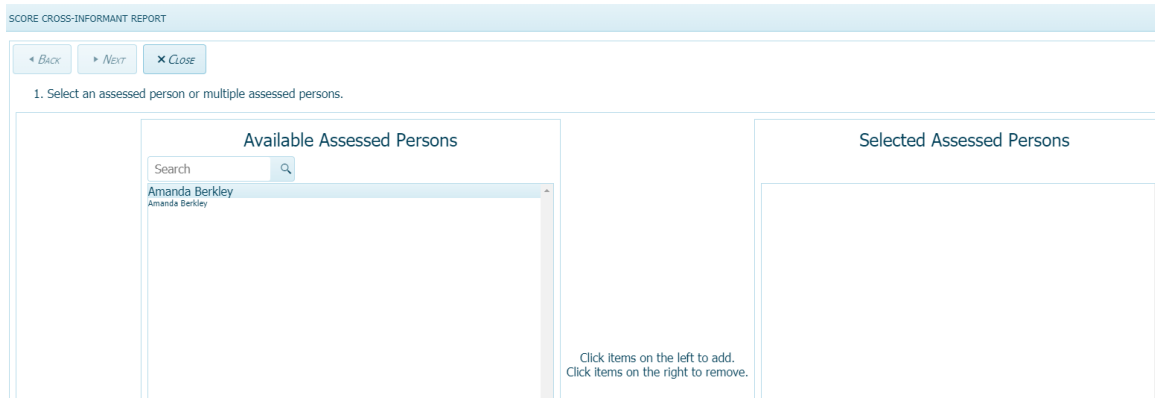 SCORE CROSS-INFORMANT REPORT
BACK NEXT × CLOSE
1. Select an assessed person or multiple assessed persons.
Available Assessed Persons
Search
Amanda Berkley
Amanda Berkley
Click items on the left to add.
Click items on the right to remove.
Selected Assessed Persons